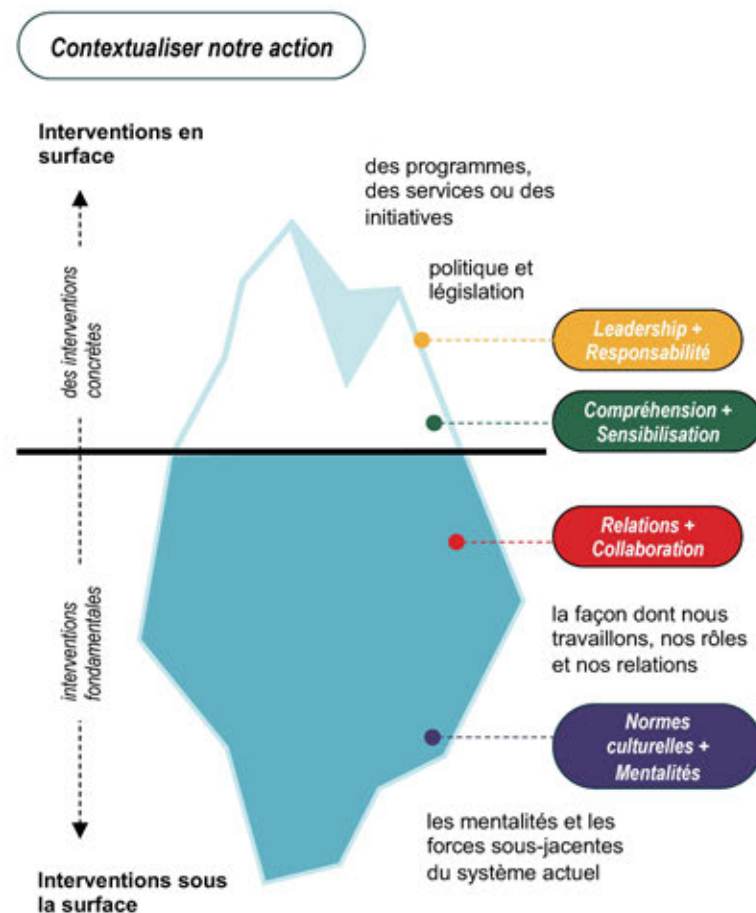 Contextualiser notre action
Interventions en
surface
des programmes,
des services ou des
initiatives
politique et
législation
des interventions
concrètes
Leadership +
Responsabilité
Compréhension +
Sensibilisation
Relations +
Collaboration
interventions
fondamentales
la façon dont nous
travaillons, nos rôles
et nos relations
Normes
culturelles +
Mentalités
les mentalités et les
forces sous-jacentes
du système actuel
Interventions sous
la surface